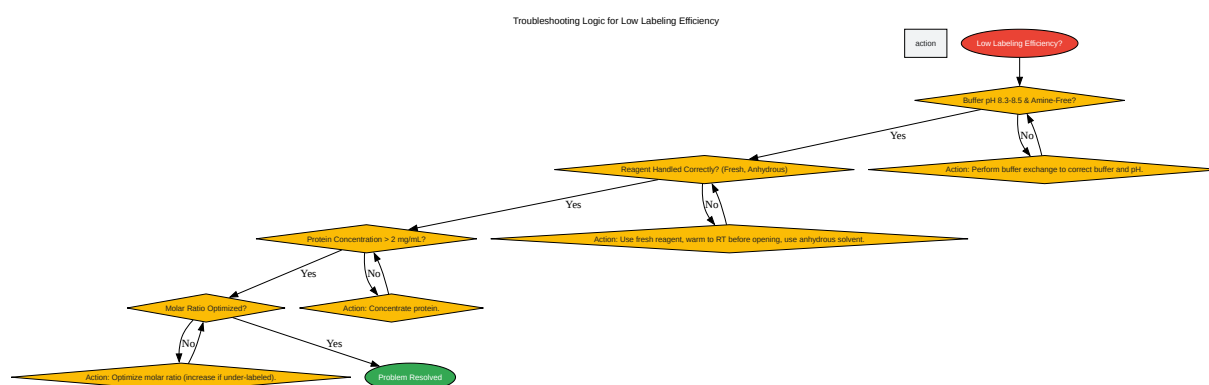 Troubleshooting Logic for Low Labeling Efficiency
action
Low Labeling Efficiency?
Buffer pH 8.3-8.5 & Amine-Free?
Yes
No
Reagent Handled Correctly? (Fresh, Anhydrous)
Action: Perform buffer exchange to correct buffer and pH.
Yes
No
Protein Concentration > 2 mg/mL?
Action: Use fresh reagent, warm to RT before opening, use anhydrous solvent.
Yes
No
Molar Ratio Optimized?
Action: Concentrate protein.
No
Yes
Action: Optimize molar ratio (increase if under-labeled).
Problem Resolved